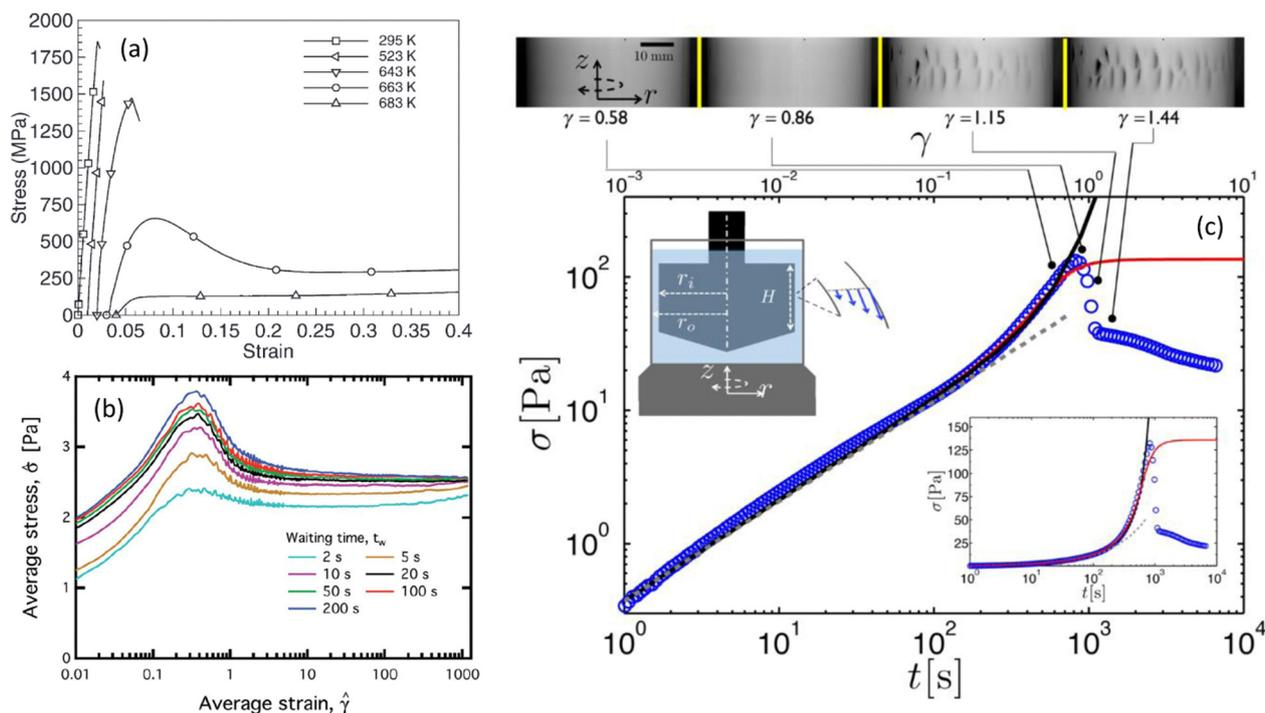 (a)
Stress (MPa)
2000
1750
1500
1250
1000
750
500
250
0
295 K
523 K
643 K
663 K
683 K
0 0.05 0.1 0.15 0.2 0.25 0.3 0.35 0.4
Strain
(b)
Average stress, σ̂ [Pa]
4
3
2
1
0
Waiting time, tw
2 s 5 s
10 s 20 s
50 s 100 s
200 s
0.01 0.1 1 10 100 1000
Average strain, γ̂
z
r
10 mm
γ = 0.58 γ = 0.86 γ = 1.15 γ = 1.44
γ
10⁻³ 10⁻² 10⁻¹ 10⁰ 10¹
(c)
σ[Pa]
10²
10¹
10⁰
ri
ro
H
z
r
σ[Pa]
150
125
100
75
50
25
10⁰ 10¹ 10² 10³ 10⁴
t[s]
10⁰ 10¹ 10² 10³ 10⁴
t[s]